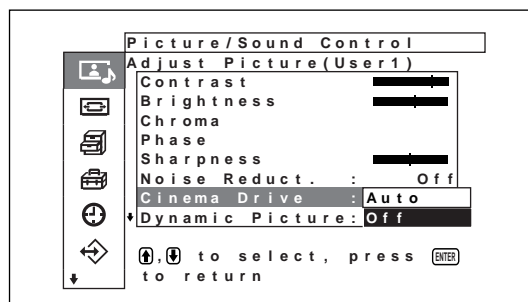 Picture/Sound Control
Adjust Picture(User1)
Contrast
Brightness
Chroma
Phase
Sharpness
Noise Reduct. : Off
Cinema Drive : Auto
Dynamic Picture: Off
, to select, press ENTER
to return